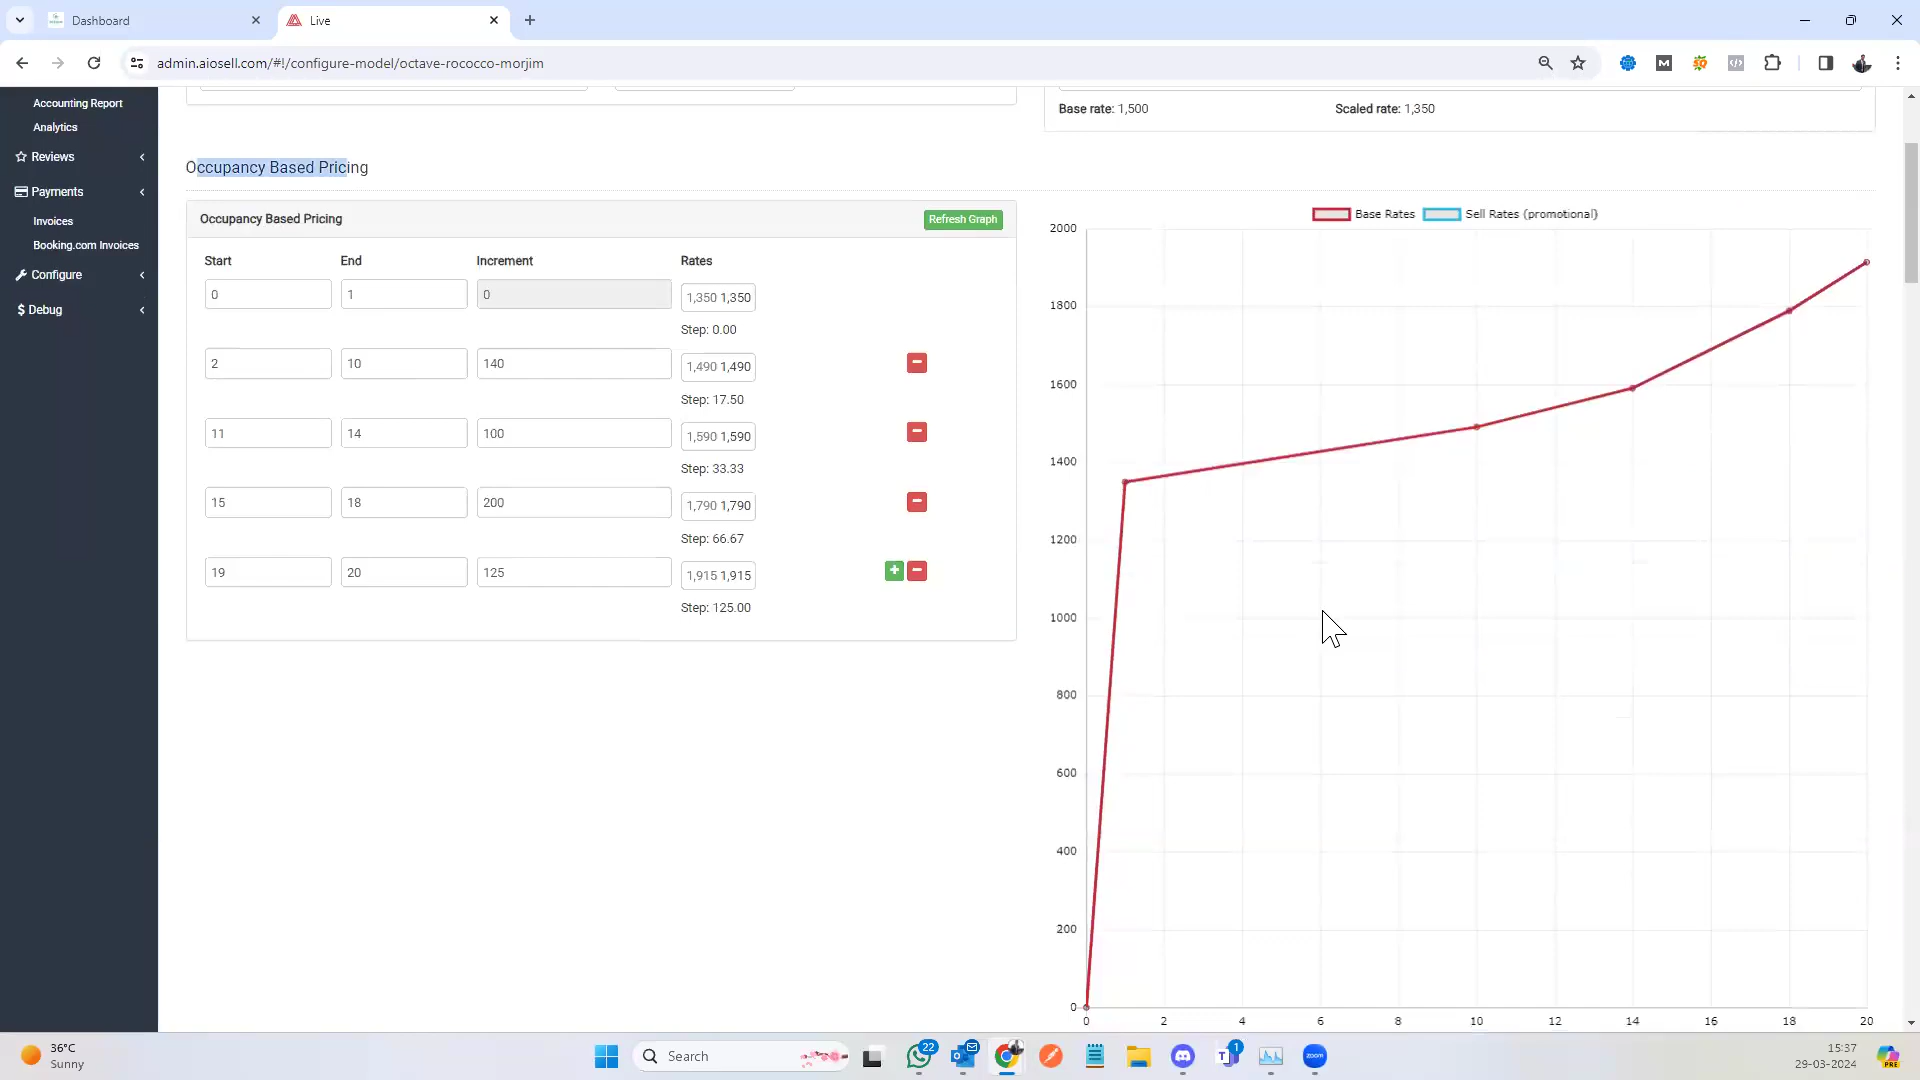 Dashboard
Live
admin.aiosell.com/#!/configure-model/octave-rococco-morjim
Accounting Report
Analytics
Reviews
Payments
Invoices
Booking.com Invoices
Configure
$ Debug
Base rate: 1,500 Scaled rate: 1,350
Occupancy Based Pricing
Occupancy Based Pricing Refresh Graph
Start End Increment Rates
0 1 0 1,350 1,350
Step: 0.00
2 10 140 1,490 1,490
Step: 17.50
11 14 100 1,590 1,590
Step: 33.33
15 18 200 1,790 1,790
Step: 66.67
19 20 125 1,915 1,915
Step: 125.00
Base Rates Sell Rates (promotional)
2000
1800
1600
1400
1200
1000
800
600
400
200
0
0 2 4 6 8 10 12 14 16 18 20
36°C
Sunny
Search
22
1
zoom
15:37
29-03-2024
PRE